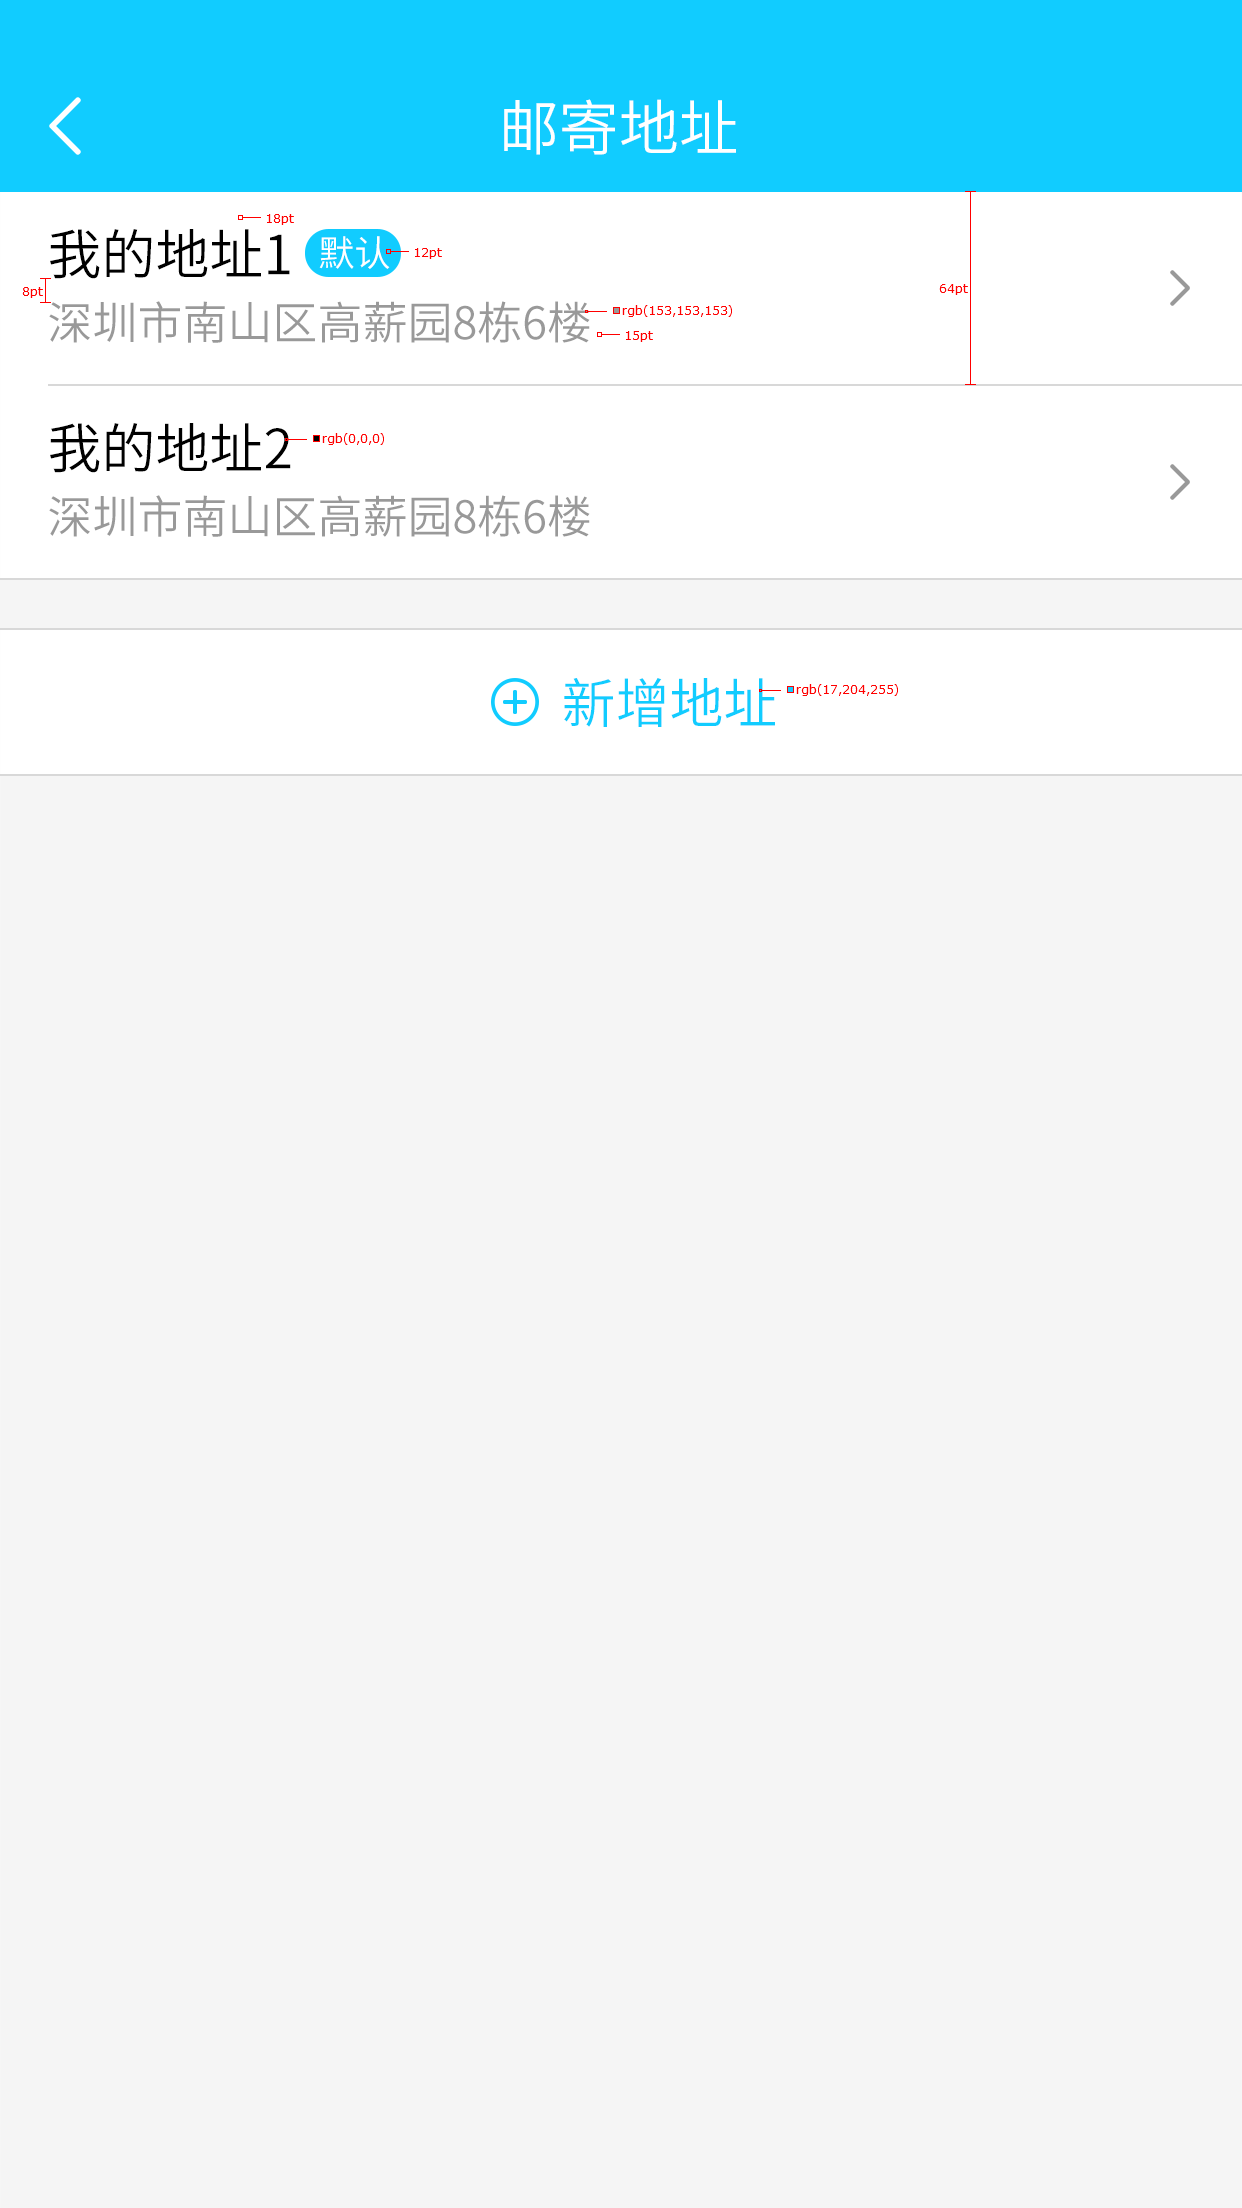 邮寄地址
18pt
我的地址1 默认 12pt
8pt
64pt
深圳市南山区高薪园8栋6楼 rgb(153,153,153)
15pt
我的地址2 rgb(0,0,0)
深圳市南山区高薪园8栋6楼
新增地址 rgb(17,204,255)